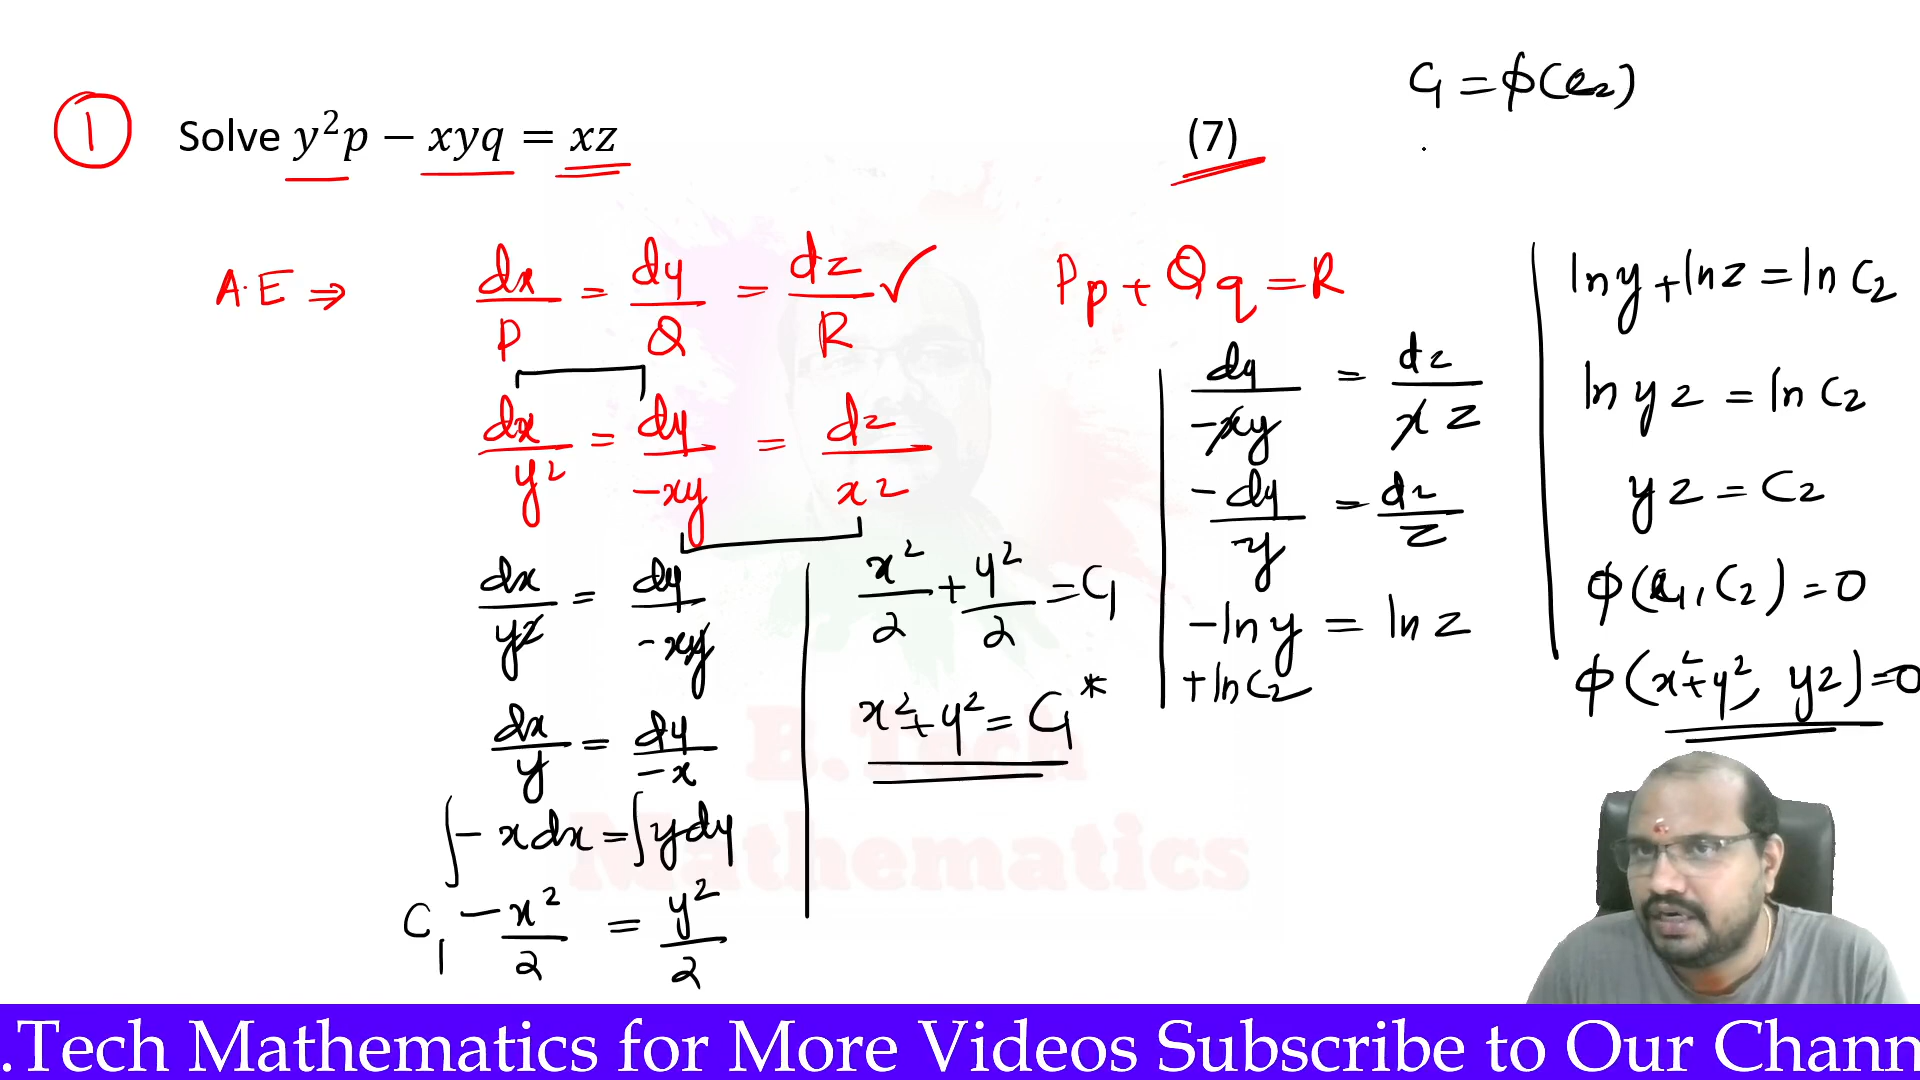 C₁ = ϕ(C₂)
① Solve y²p − xyq = xz (7)
A.E ⇒ dx/P = dy/Q = dz/R ✓
Pp + Qq = R
dx/y² = dy/-xy = dz/xz
dx/y² = dy/-xy
dx/y = dy/-x
∫ - x dx = ∫ y dy
C₁ - x²/2 = y²/2
x²/2 + y²/2 = C₁
x² + y² = C₁*
dy/-xy = dz/xz
-dy/y = dz/z
-ln y = ln z
+ ln C₂
ln y + ln z = ln C₂
ln yz = ln C₂
yz = C₂
ϕ(C₁, C₂) = 0
ϕ(x²+y², yz) = 0
B.Tech
Mathematics
.Tech Mathematics for More Videos Subscribe to Our Chann